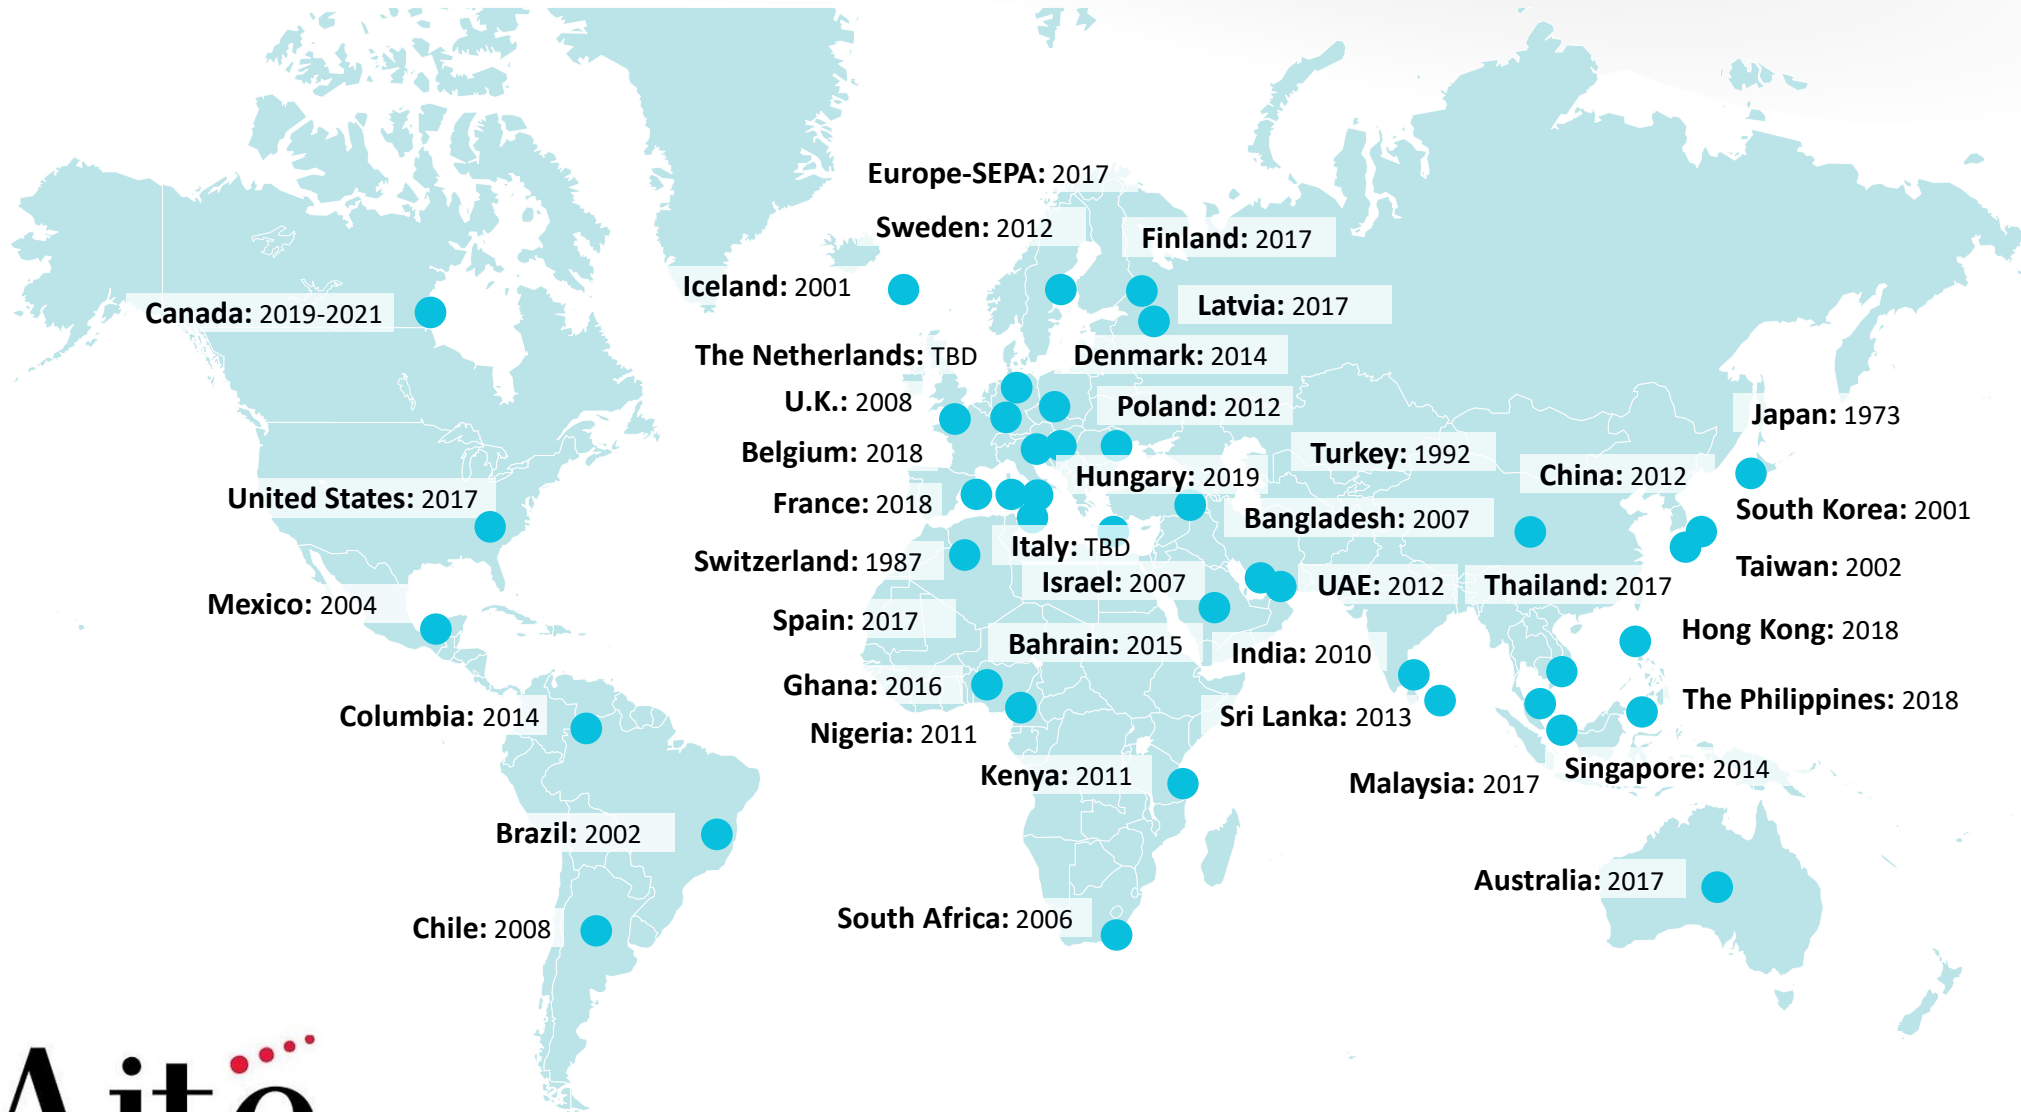 Europe-SEPA: 2017
Sweden: 2012
Finland: 2017
Iceland: 2001
Latvia: 2017
Canada: 2019-2021
The Netherlands: TBD
Denmark: 2014
U.K.: 2008
Poland: 2012
Japan: 1973
Belgium: 2018
Turkey: 1992
Hungary: 2019
China: 2012
United States: 2017
France: 2018
South Korea: 2001
Bangladesh: 2007
Italy: TBD
Switzerland: 1987
Taiwan: 2002
Israel: 2007
UAE: 2012
Thailand: 2017
Mexico: 2004
Spain: 2017
Hong Kong: 2018
Bahrain: 2015
India: 2010
Ghana: 2016
The Philippines: 2018
Columbia: 2014
Sri Lanka: 2013
Nigeria: 2011
Singapore: 2014
Kenya: 2011
Malaysia: 2017
Brazil: 2002
Australia: 2017
South Africa: 2006
Chile: 2008
Aite